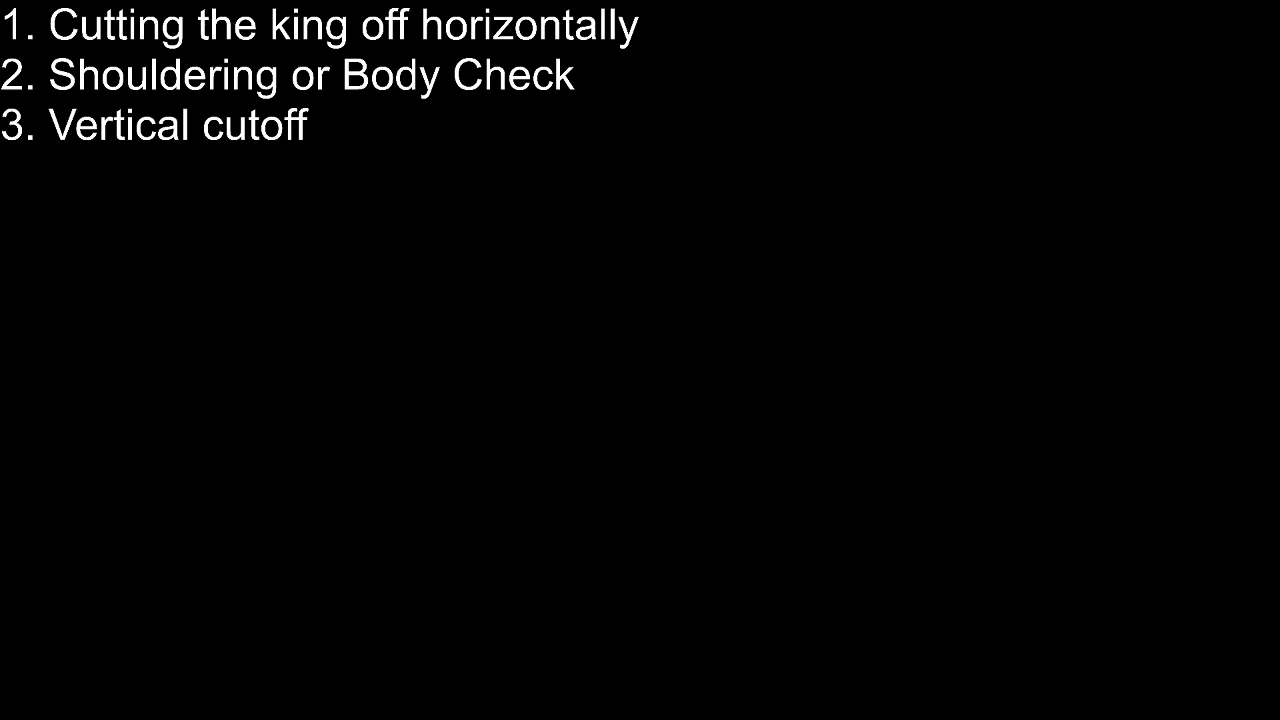 1. Cutting the king off horizontally
2. Shouldering or Body Check
3. Vertical cutoff